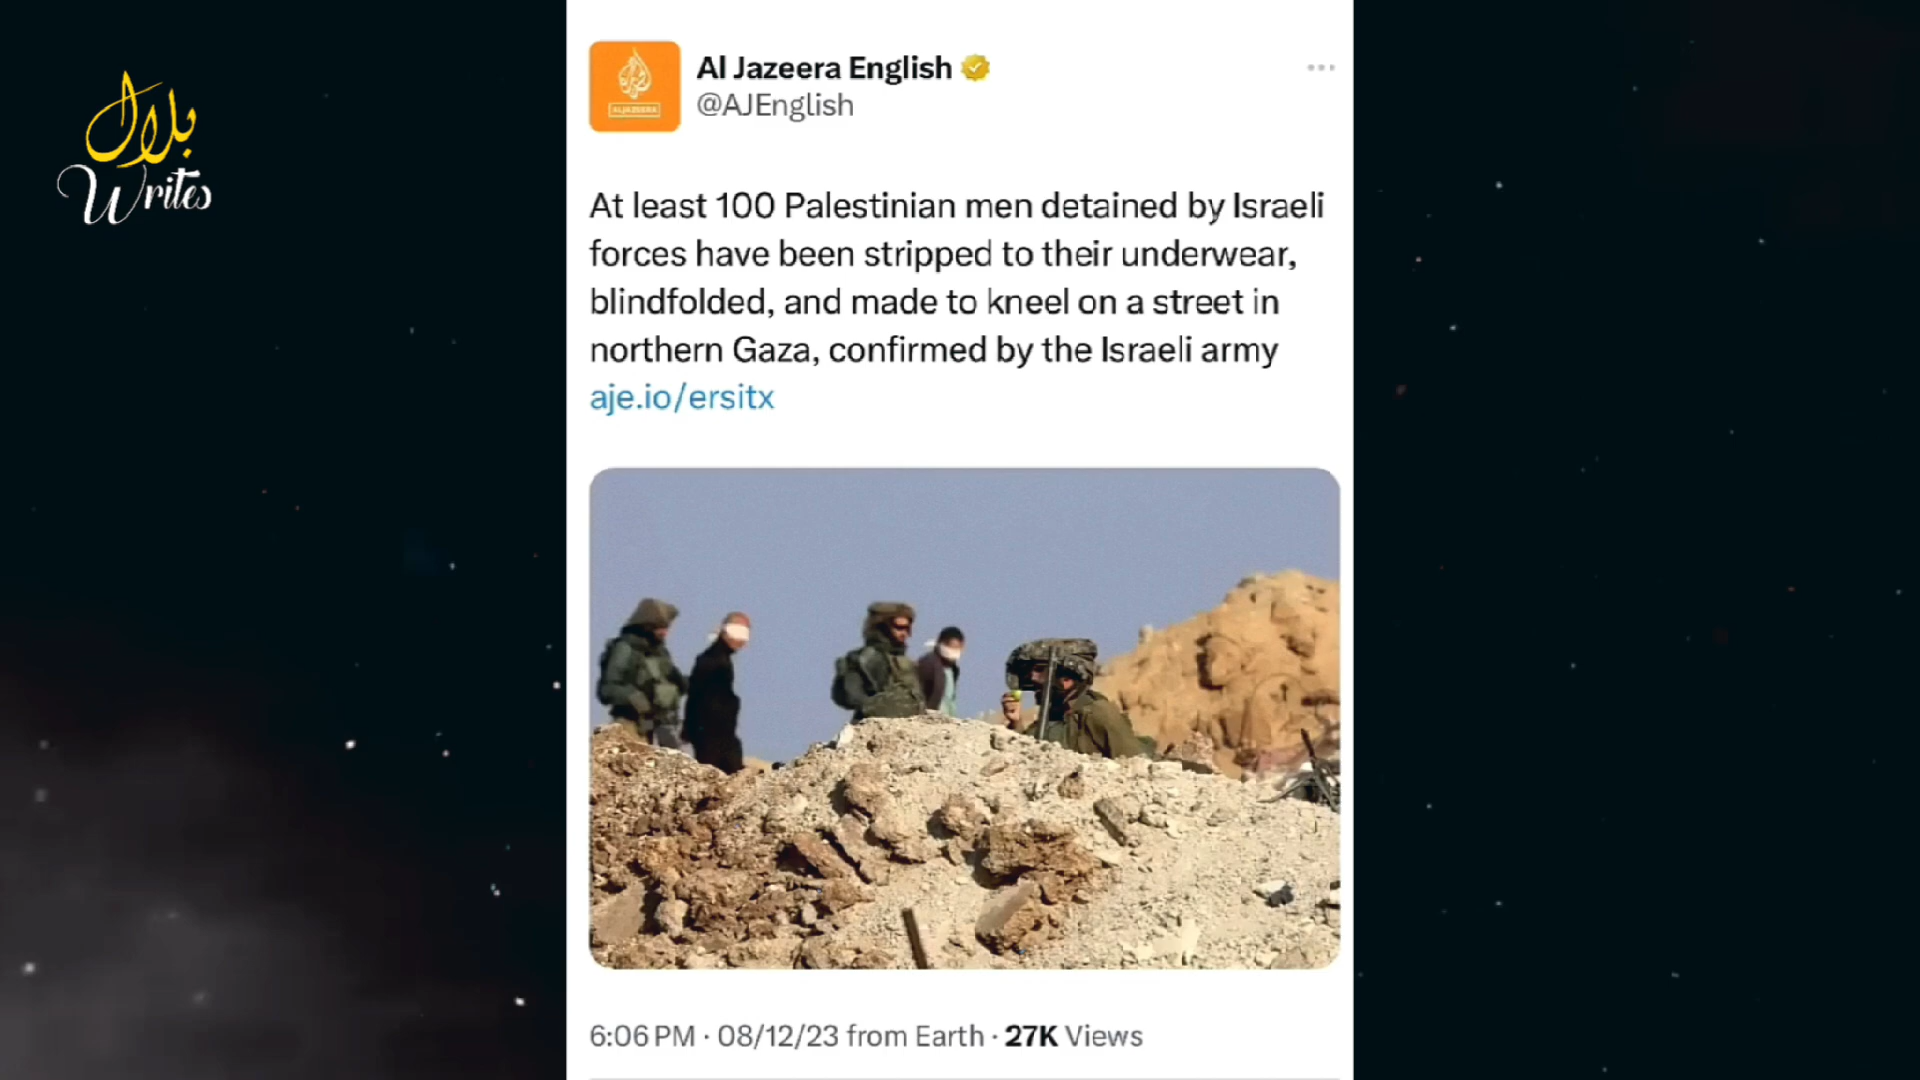 بلال
Writes
Al Jazeera English
@AJEnglish
ALJAZEERA
At least 100 Palestinian men detained by Israeli
forces have been stripped to their underwear,
blindfolded, and made to kneel on a street in
northern Gaza, confirmed by the Israeli army
aje.io/ersitx
6:06 PM · 08/12/23 from Earth · 27K Views